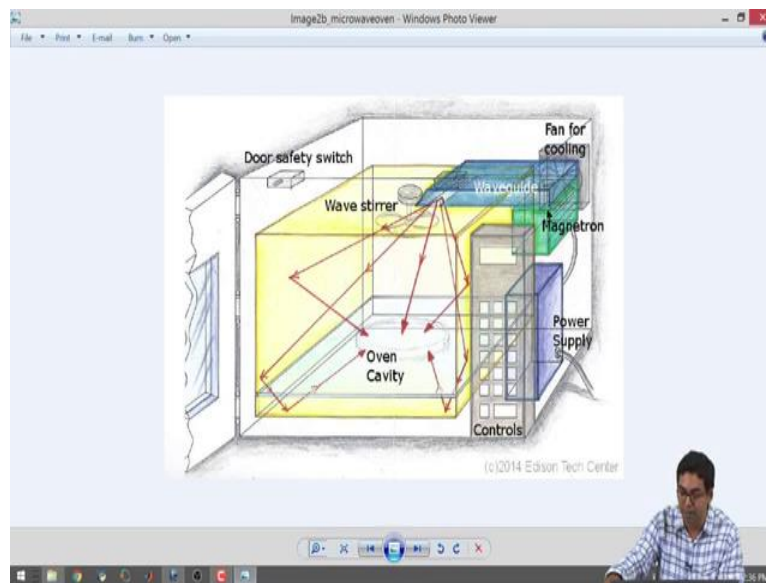 Image2b_microwaveoven - Windows Photo Viewer
File Print E-mail Burn Open
Fan for
cooling
Door safety switch
Waveguide
Wave stirrer
Magnetron
Power
Supply
Oven
Cavity
Controls
(c)2014 Edison Tech Center